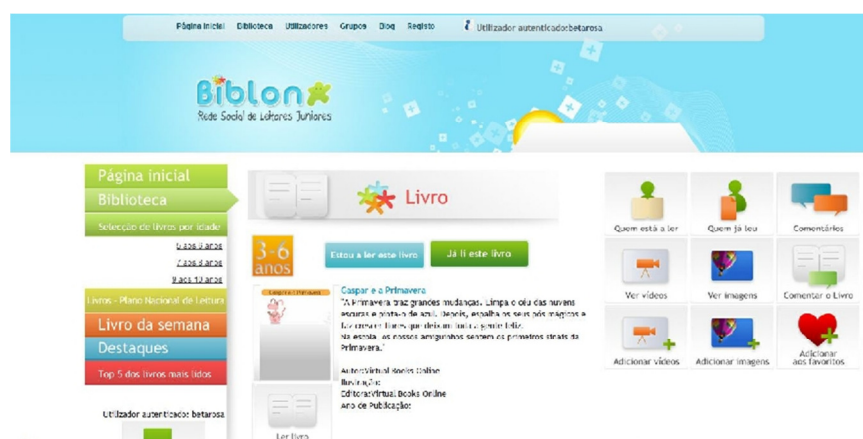 Página inicial Biblioteca Utilizadores Grupos Blog Registo
Utilizador autenticado:betarosa
Biblon
Rede Social de Leitores Juniores
Página inicial
Biblioteca
Selecção de livros por idade
7 aos 8 anos
9 aos 10 anos
Livros - Plano Nacional de Leitura
Livro da semana
Destaques
Top 5 dos livros mais lidos
Utilizador autenticado: betarosa
Livro
3-6
anos
Estou a ler este livro
Já li este livro
Gaspar e a Primavera
Gaspar e a Primavera
"A Primavera traz grandes mudanças. Limpa o céu das nuvens
escuras e pinta-o de azul. Depois, espalha os seus pós mágicos e
faz crescer flores que deixam toda a gente feliz.
Na escola, os nossos amiguinhos sentem os primeiros sinais da
Primavera."
Autor:Virtual Books Online
Ilustração:
Editora:Virtual Books Online
Ano de Publicação:
Ler livro
Quem está a ler
Quem já leu
Comentários
Ver vídeos
Ver imagens
Comentar o Livro
Adicionar vídeos
Adicionar imagens
Adicionar
aos favoritos